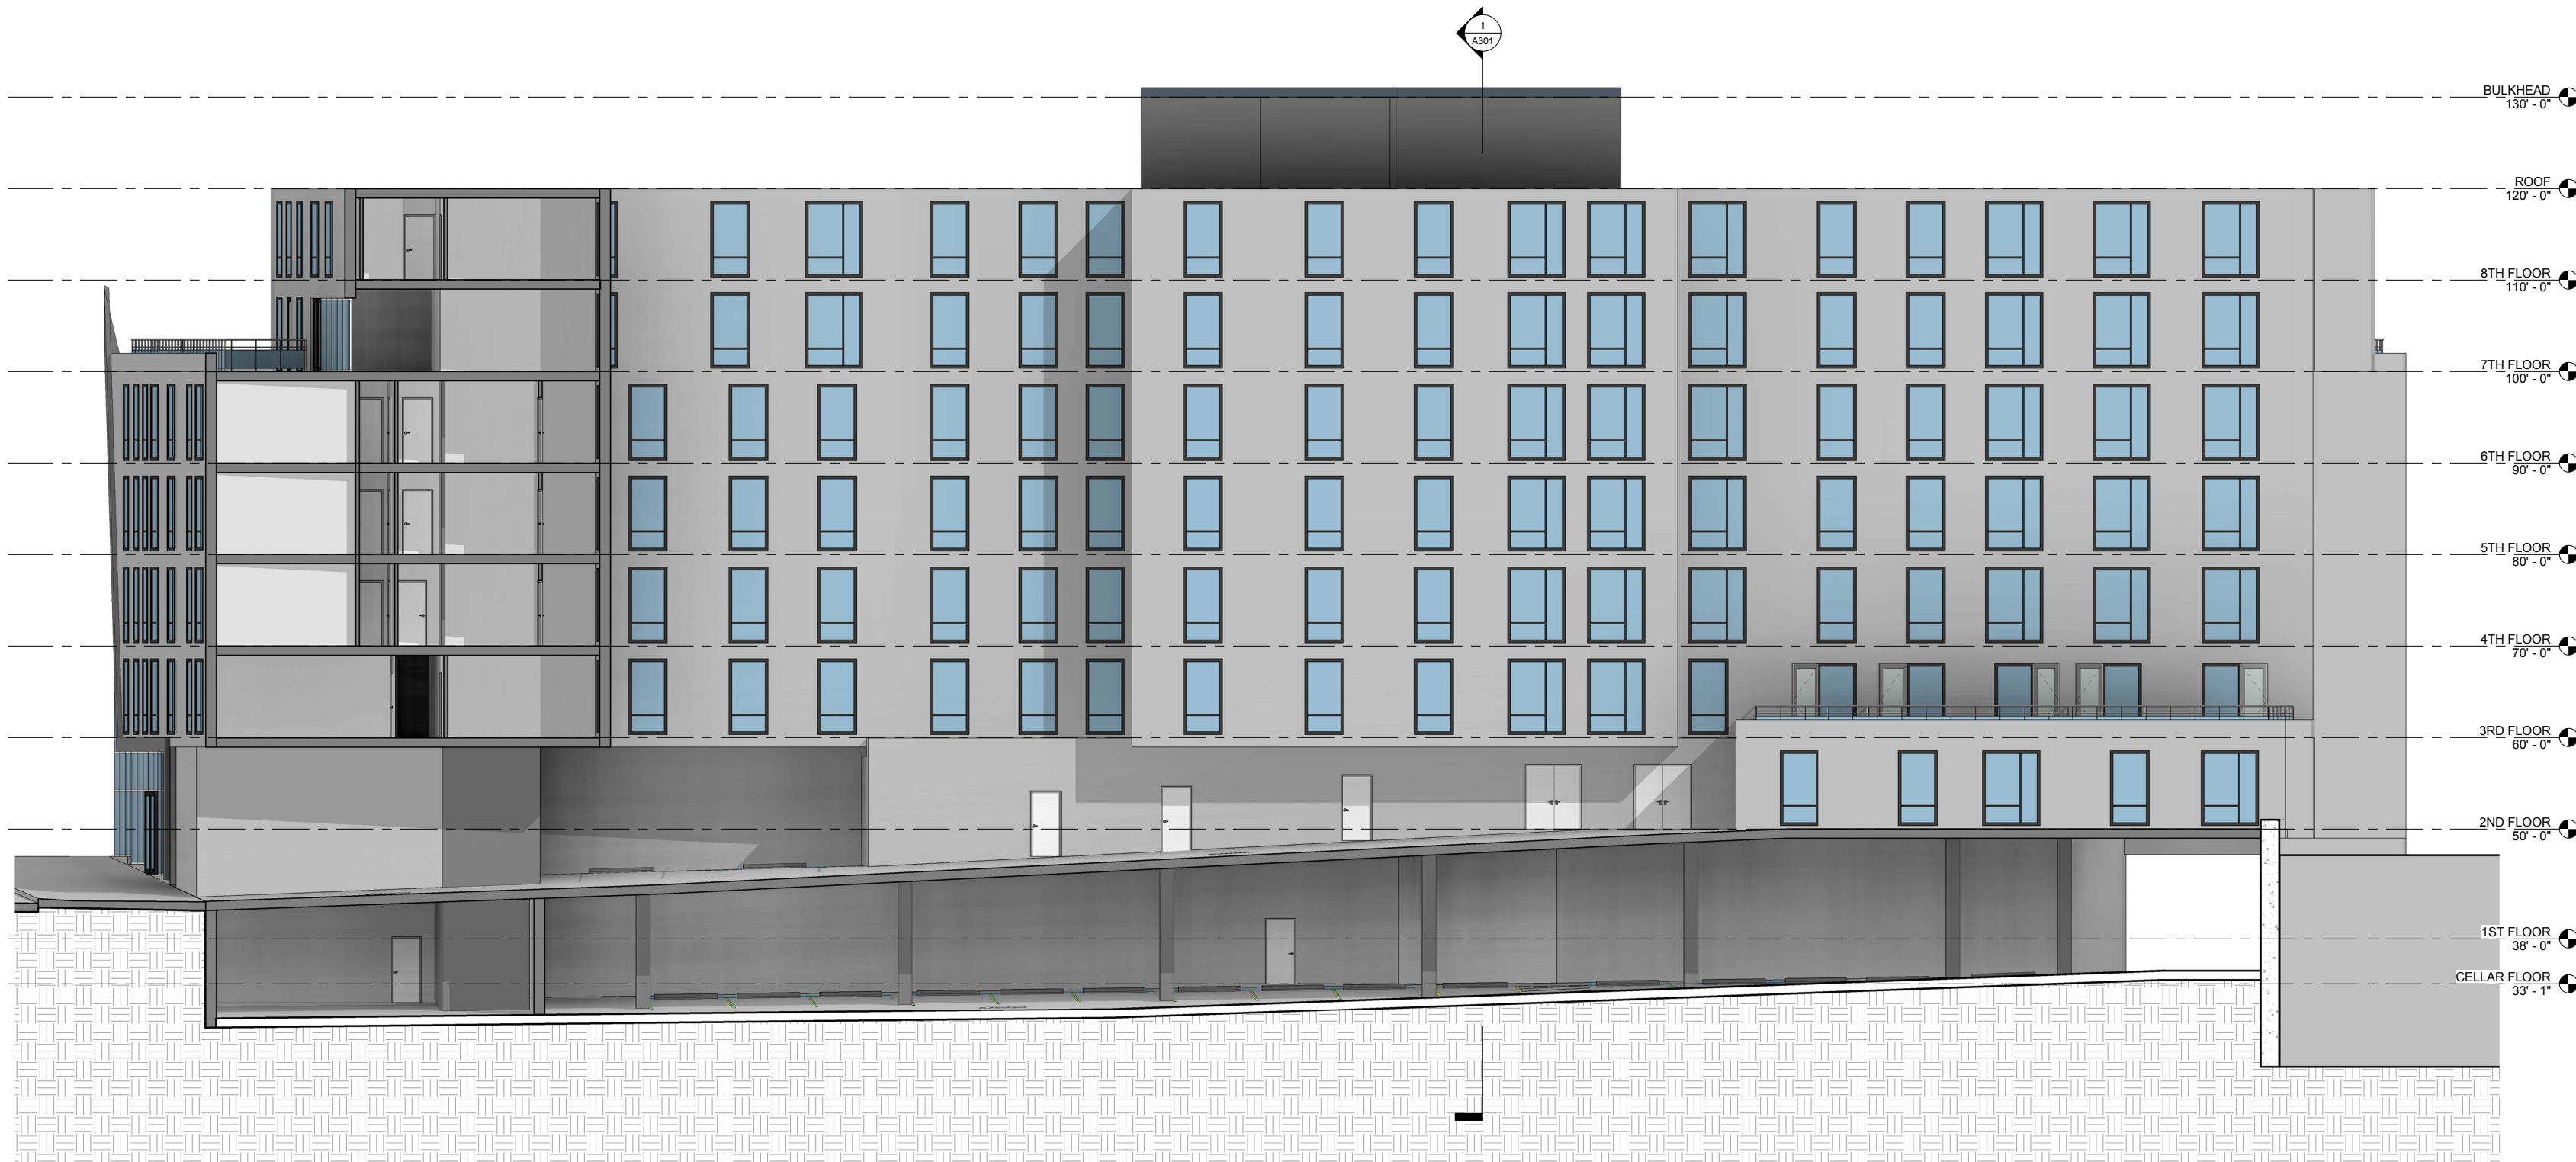 1
A301
BULKHEAD
130' - 0"
ROOF
120' - 0"
8TH FLOOR
110' - 0"
7TH FLOOR
100' - 0"
6TH FLOOR
90' - 0"
5TH FLOOR
80' - 0"
4TH FLOOR
70' - 0"
3RD FLOOR
60' - 0"
2ND FLOOR
50' - 0"
1ST FLOOR
38' - 0"
CELLAR FLOOR
33' - 1"